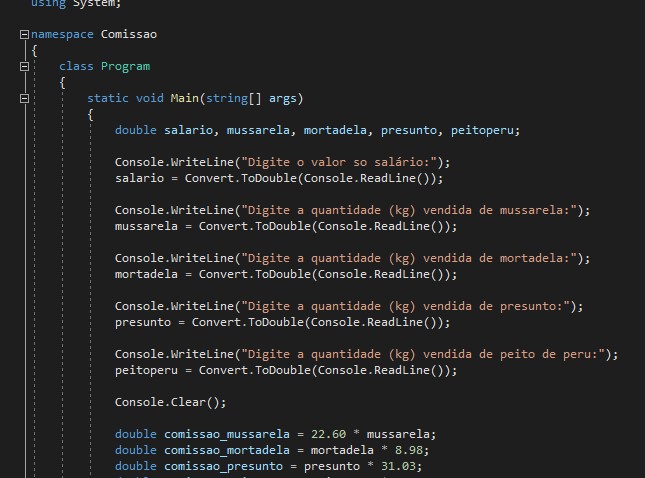 using System;
namespace Comissao
{
class Program
{
static void Main(string[] args)
{
double salario, mussarela, mortadela, presunto, peitoperu;
Console.WriteLine("Digite o valor so salário:");
salario = Convert.ToDouble(Console.ReadLine());
Console.WriteLine("Digite a quantidade (kg) vendida de mussarela:");
mussarela = Convert.ToDouble(Console.ReadLine());
Console.WriteLine("Digite a quantidade (kg) vendida de mortadela:");
mortadela = Convert.ToDouble(Console.ReadLine());
Console.WriteLine("Digite a quantidade (kg) vendida de presunto:");
presunto = Convert.ToDouble(Console.ReadLine());
Console.WriteLine("Digite a quantidade (kg) vendida de peito de peru:");
peitoperu = Convert.ToDouble(Console.ReadLine());
Console.Clear();
double comissao_mussarela = 22.60 * mussarela;
double comissao_mortadela = mortadela * 8.98;
double comissao_presunto = presunto * 31.03;